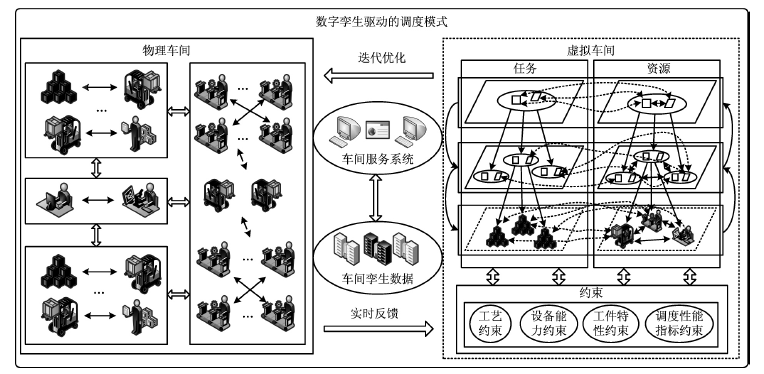 数字孪生驱动的调度模式
物理车间
迭代优化
虚拟车间
任务
资源
...
...
...
...
车间服务系统
...
...
...
车间孪生数据
实时反馈
约束
工艺
约束
设备能
力约束
工件特
性约束
调度性能
指标约束